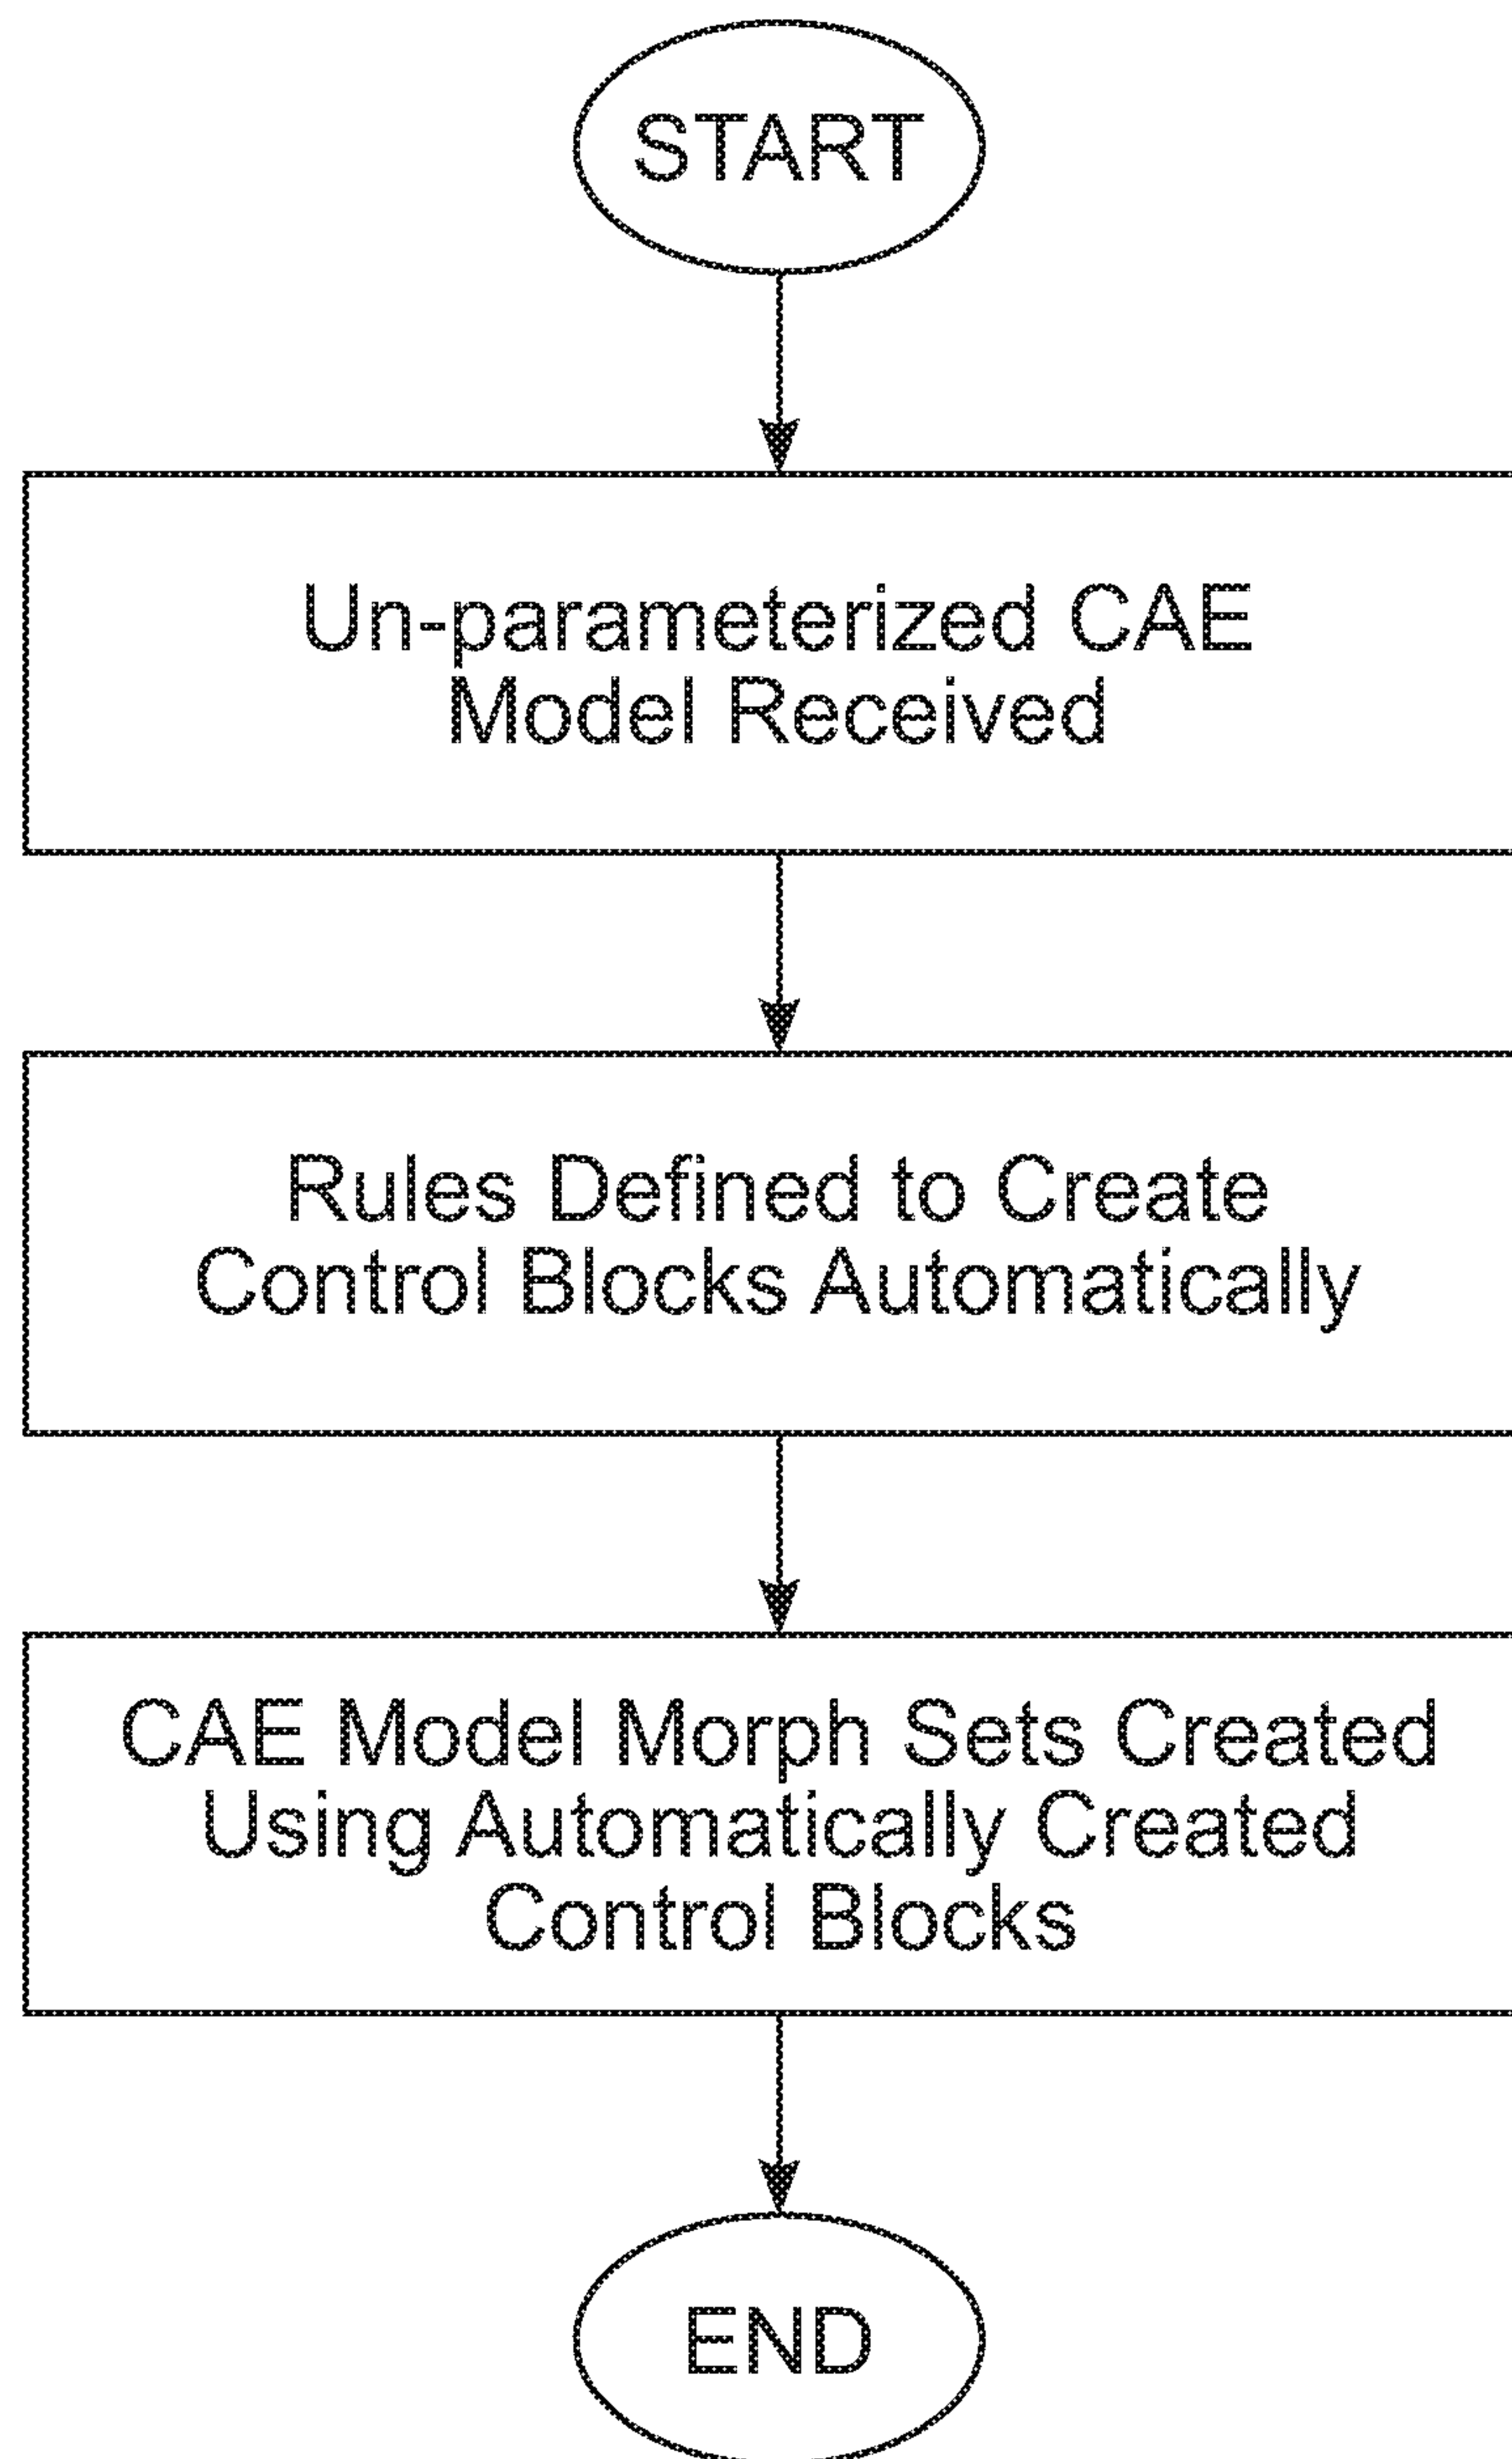 START
Un-parameterized CAE
Model Received
Rules Defined to Create
Control Blocks Automatically
CAE Model Morph Sets Created
Using Automatically Created
Control Blocks
END